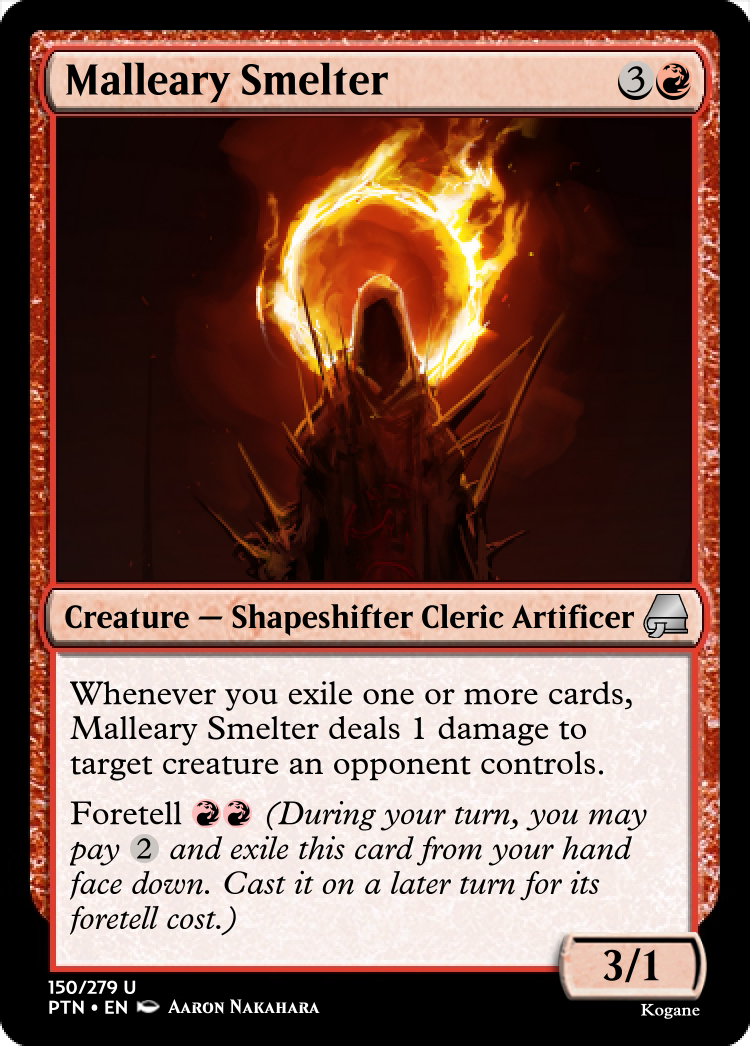 Malleary Smelter 3
Creature — Shapeshifter Cleric Artificer
Whenever you exile one or more cards,
Malleary Smelter deals 1 damage to
target creature an opponent controls.
Foretell (During your turn, you may
pay 2 and exile this card from your hand
face down. Cast it on a later turn for its
foretell cost.)
3/1
150/279 U
PTN • EN Aaron Nakahara
Kogane